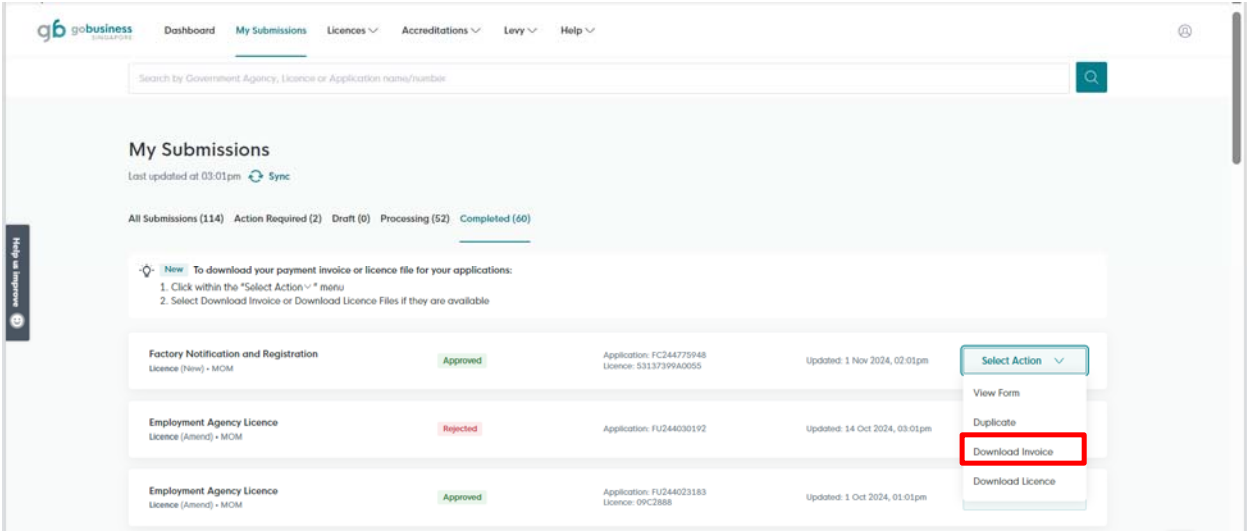 gobusiness
SINGAPORE
Dashboard My Submissions Licences Accreditations Levy Help
Search by Government Agency, Licence or Application name/number
My Submissions
Last updated at 03:01pm Sync
All Submissions (114) Action Required (2) Draft (0) Processing (52) Completed (60)
Help us improve
New To download your payment invoice or licence file for your applications:
1. Click within the "Select Action " menu
2. Select Download Invoice or Download Licence Files if they are available
Factory Notification and Registration
Licence (New) • MOM
Approved
Application: FC244775948
Licence: 53137399A0055
Updated: 1 Nov 2024, 02:01pm
Select Action
View Form
Duplicate
Download Invoice
Download Licence
Employment Agency Licence
Licence (Amend) • MOM
Rejected
Application: FU244030192
Updated: 14 Oct 2024, 03:01pm
Employment Agency Licence
Licence (Amend) • MOM
Approved
Application: FU244023183
Licence: 09C2888
Updated: 1 Oct 2024, 01:01pm